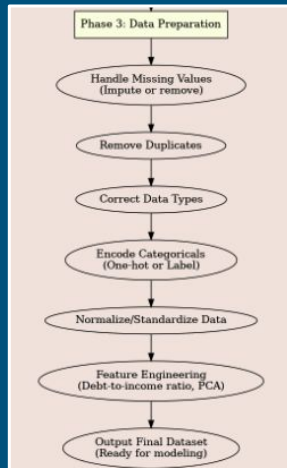 Phase 3: Data Preparation
Handle Missing Values
(Impute or remove)
Remove Duplicates
Correct Data Types
Encode Categoricals
(One-hot or Label)
Normalize/Standardize Data
Feature Engineering
(Debt-to-income ratio, PCA)
Output Final Dataset
(Ready for modeling)